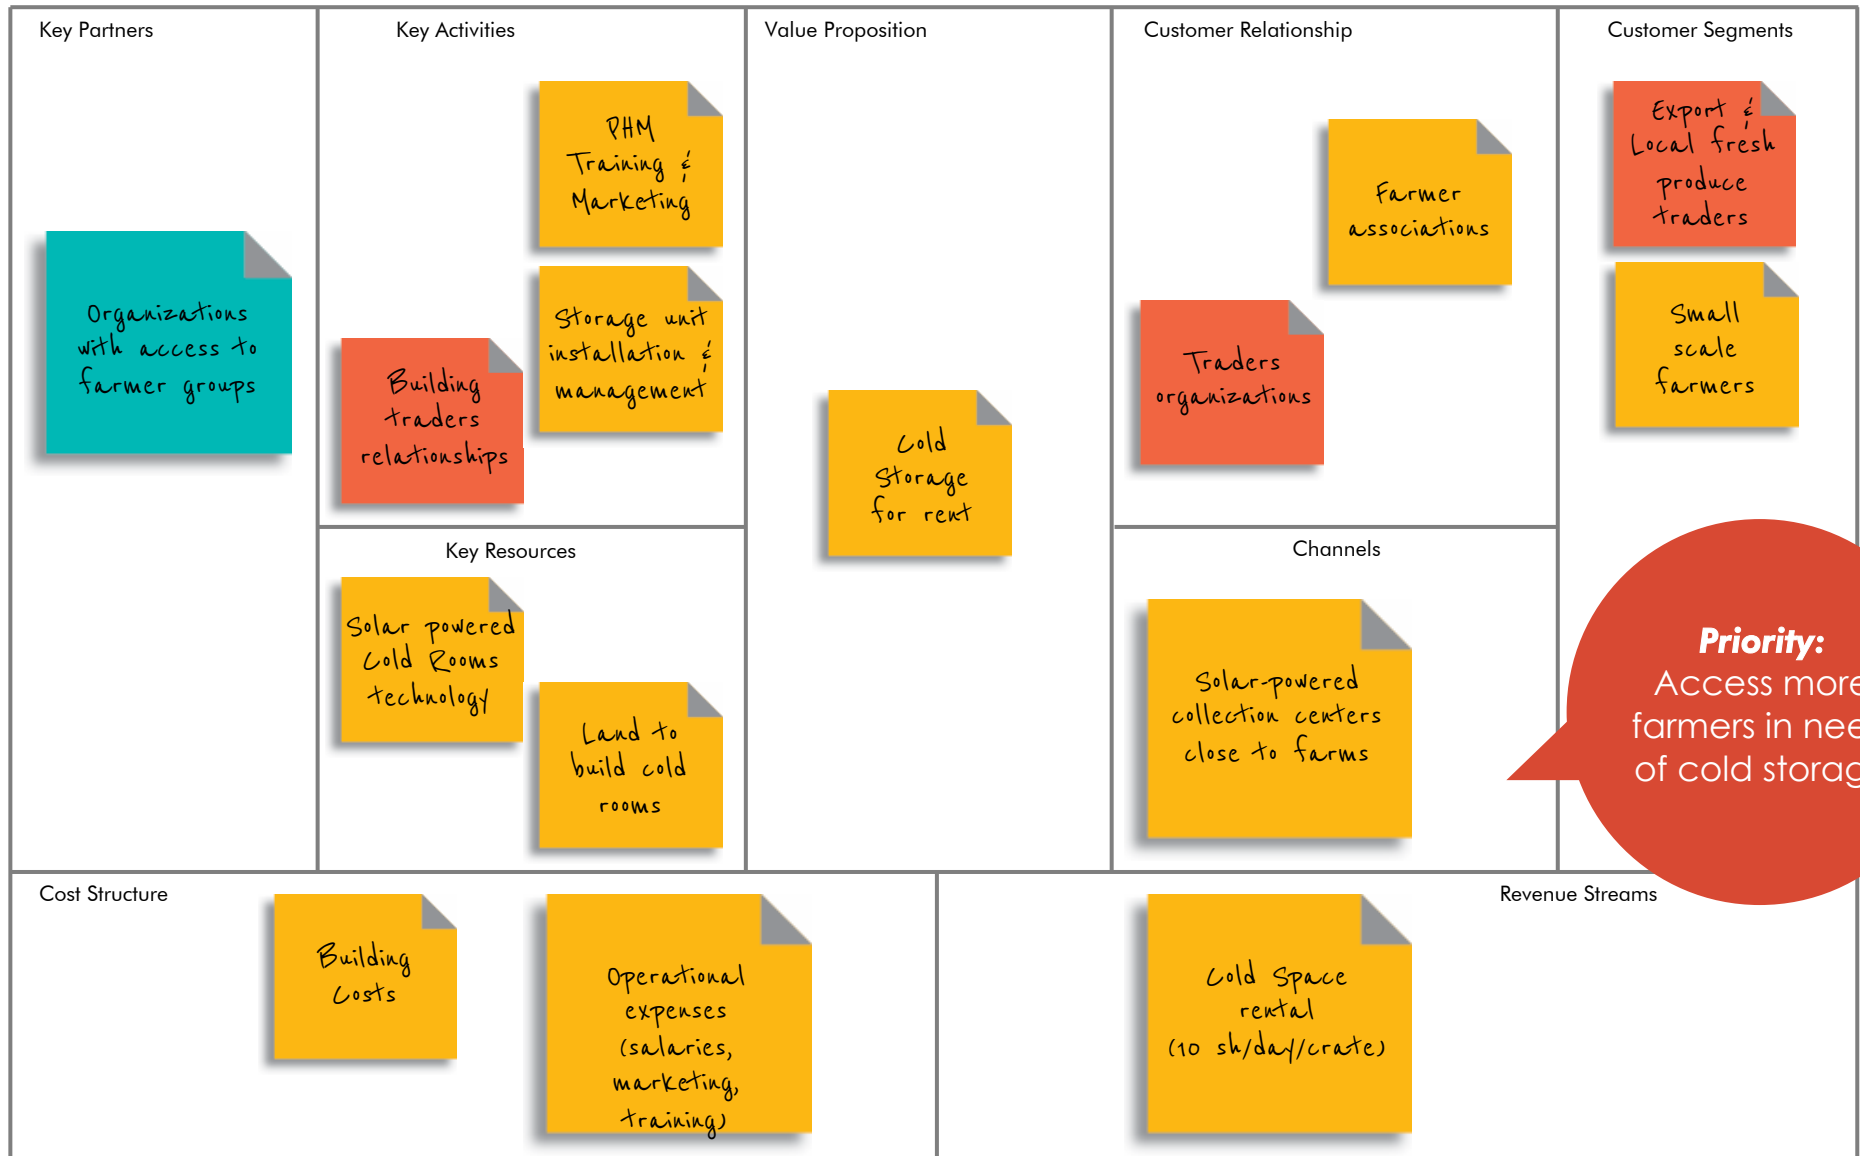 Key Partners
Organizations
with access to
farmer groups
Key Activities
PHM
Training &
Marketing
Storage unit
installation &
management
Building
traders
relationships
Key Resources
Solar powered
Cold Rooms
technology
Land to
build cold
rooms
Value Proposition
Cold
Storage
for rent
Customer Relationship
Farmer
associations
Traders
organizations
Channels
Solar-powered
collection centers
close to farms
Customer Segments
Export &
Local fresh
produce
traders
Small
scale
farmers
Priority:
Access more
farmers in nee
of cold storag
Cost Structure
Building
Costs
Operational
expenses
(salaries,
marketing,
training)
Revenue Streams
Cold Space
rental
(10 sh/day/crate)